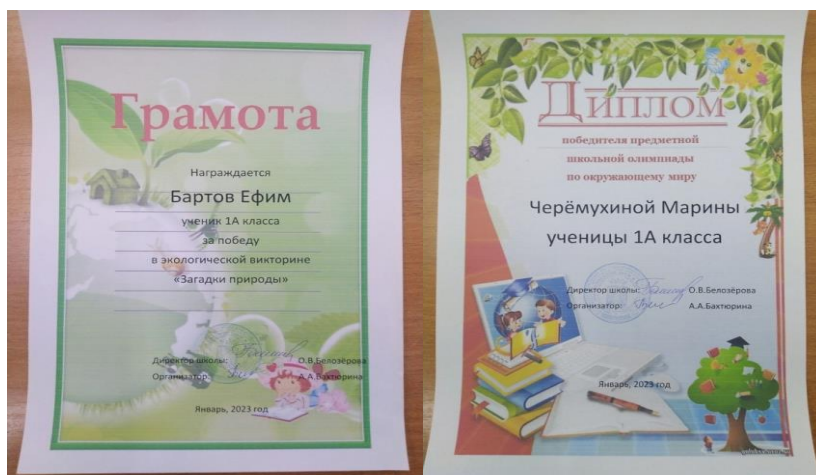 Грамота
Награждается
Бартов Ефим
ученик 1А класса
за победу
в экологической викторине
«Загадки природы»
Директор школы: О.В.Белозёрова
Организатор: А.А.Бахтюрина
Январь, 2023 год
Диплом
победителя предметной
школьной олимпиады
по окружающему миру
Черёмухиной Марины
ученицы 1А класса
Директор школы: О.В.Белозёрова
Организатор: А.А.Бахтюрина
Январь, 2023 год